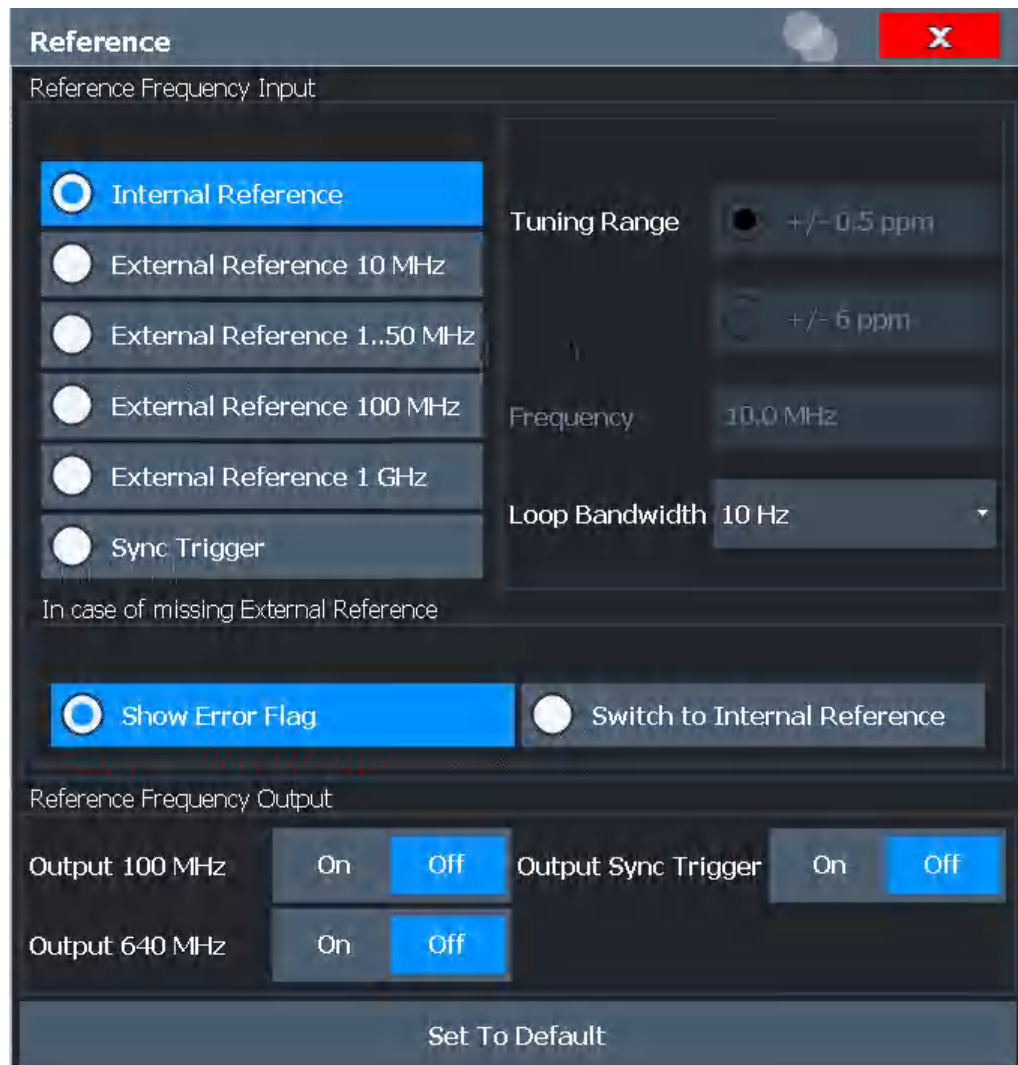 Reference
X
Reference Frequency Input
Internal Reference
External Reference 10 MHz
External Reference 1..50 MHz
External Reference 100 MHz
External Reference 1 GHz
Sync Trigger
Tuning Range
+/- 0.5 ppm
+/- 6 ppm
Frequency
10.0 MHz
Loop Bandwidth
10 Hz
In case of missing External Reference
Show Error Flag
Switch to Internal Reference
Reference Frequency Output
Output 100 MHz On Off Output Sync Trigger On Off
Output 640 MHz On Off
Set To Default